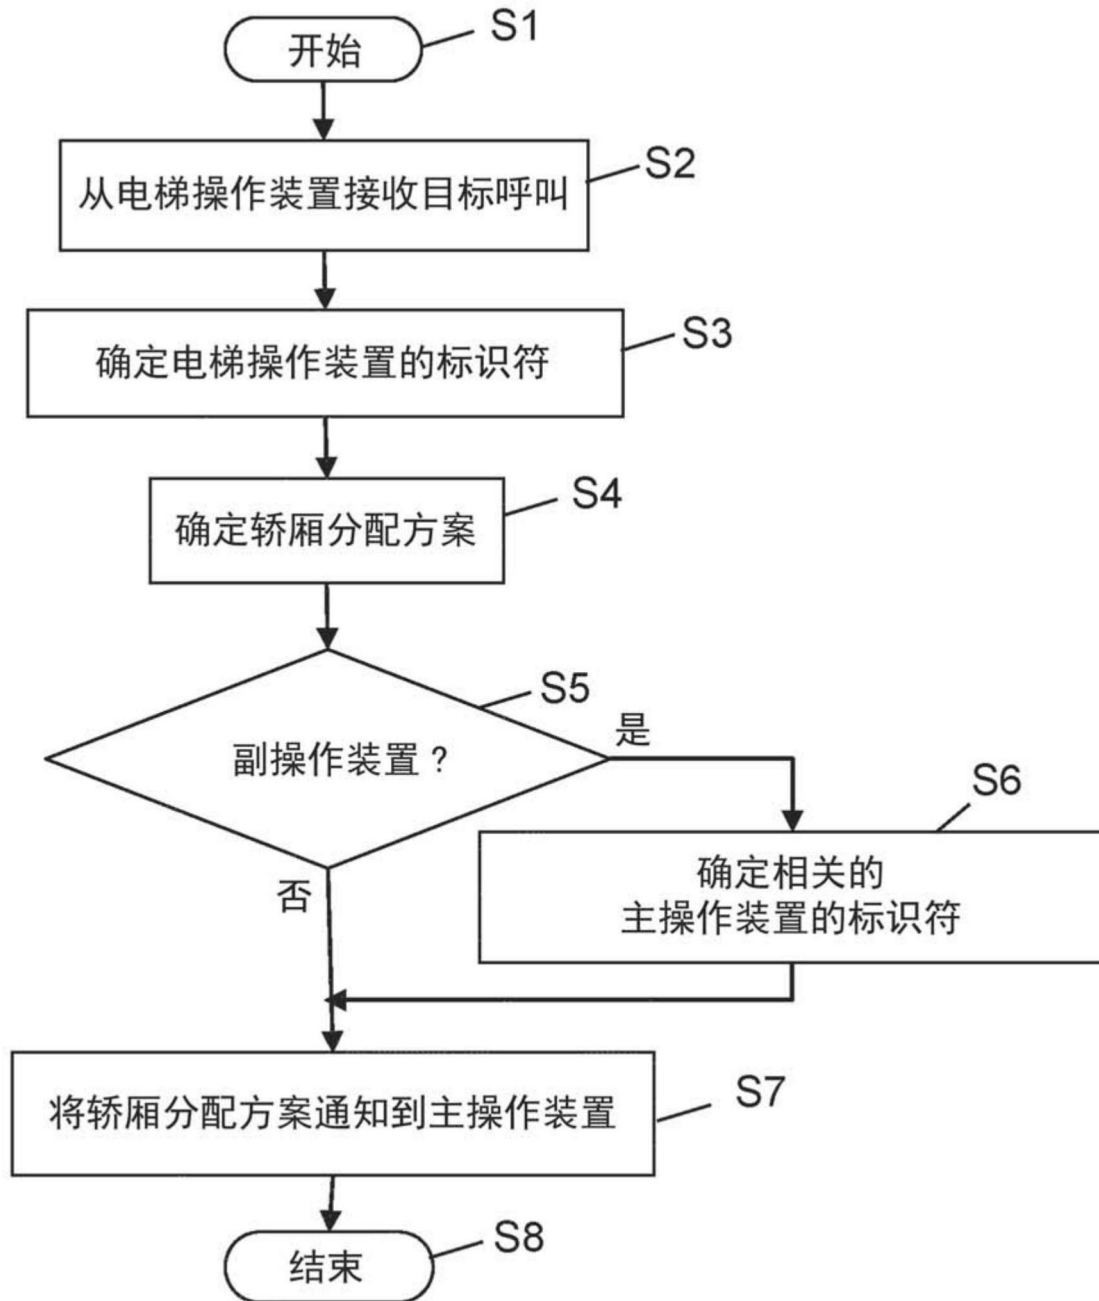 开始
S1
从电梯操作装置接收目标呼叫
S2
确定电梯操作装置的标识符
S3
确定轿厢分配方案
S4
副操作装置？
S5
是
否
S6
确定相关的
主操作装置的标识符
将轿厢分配方案通知到主操作装置
S7
结束
S8